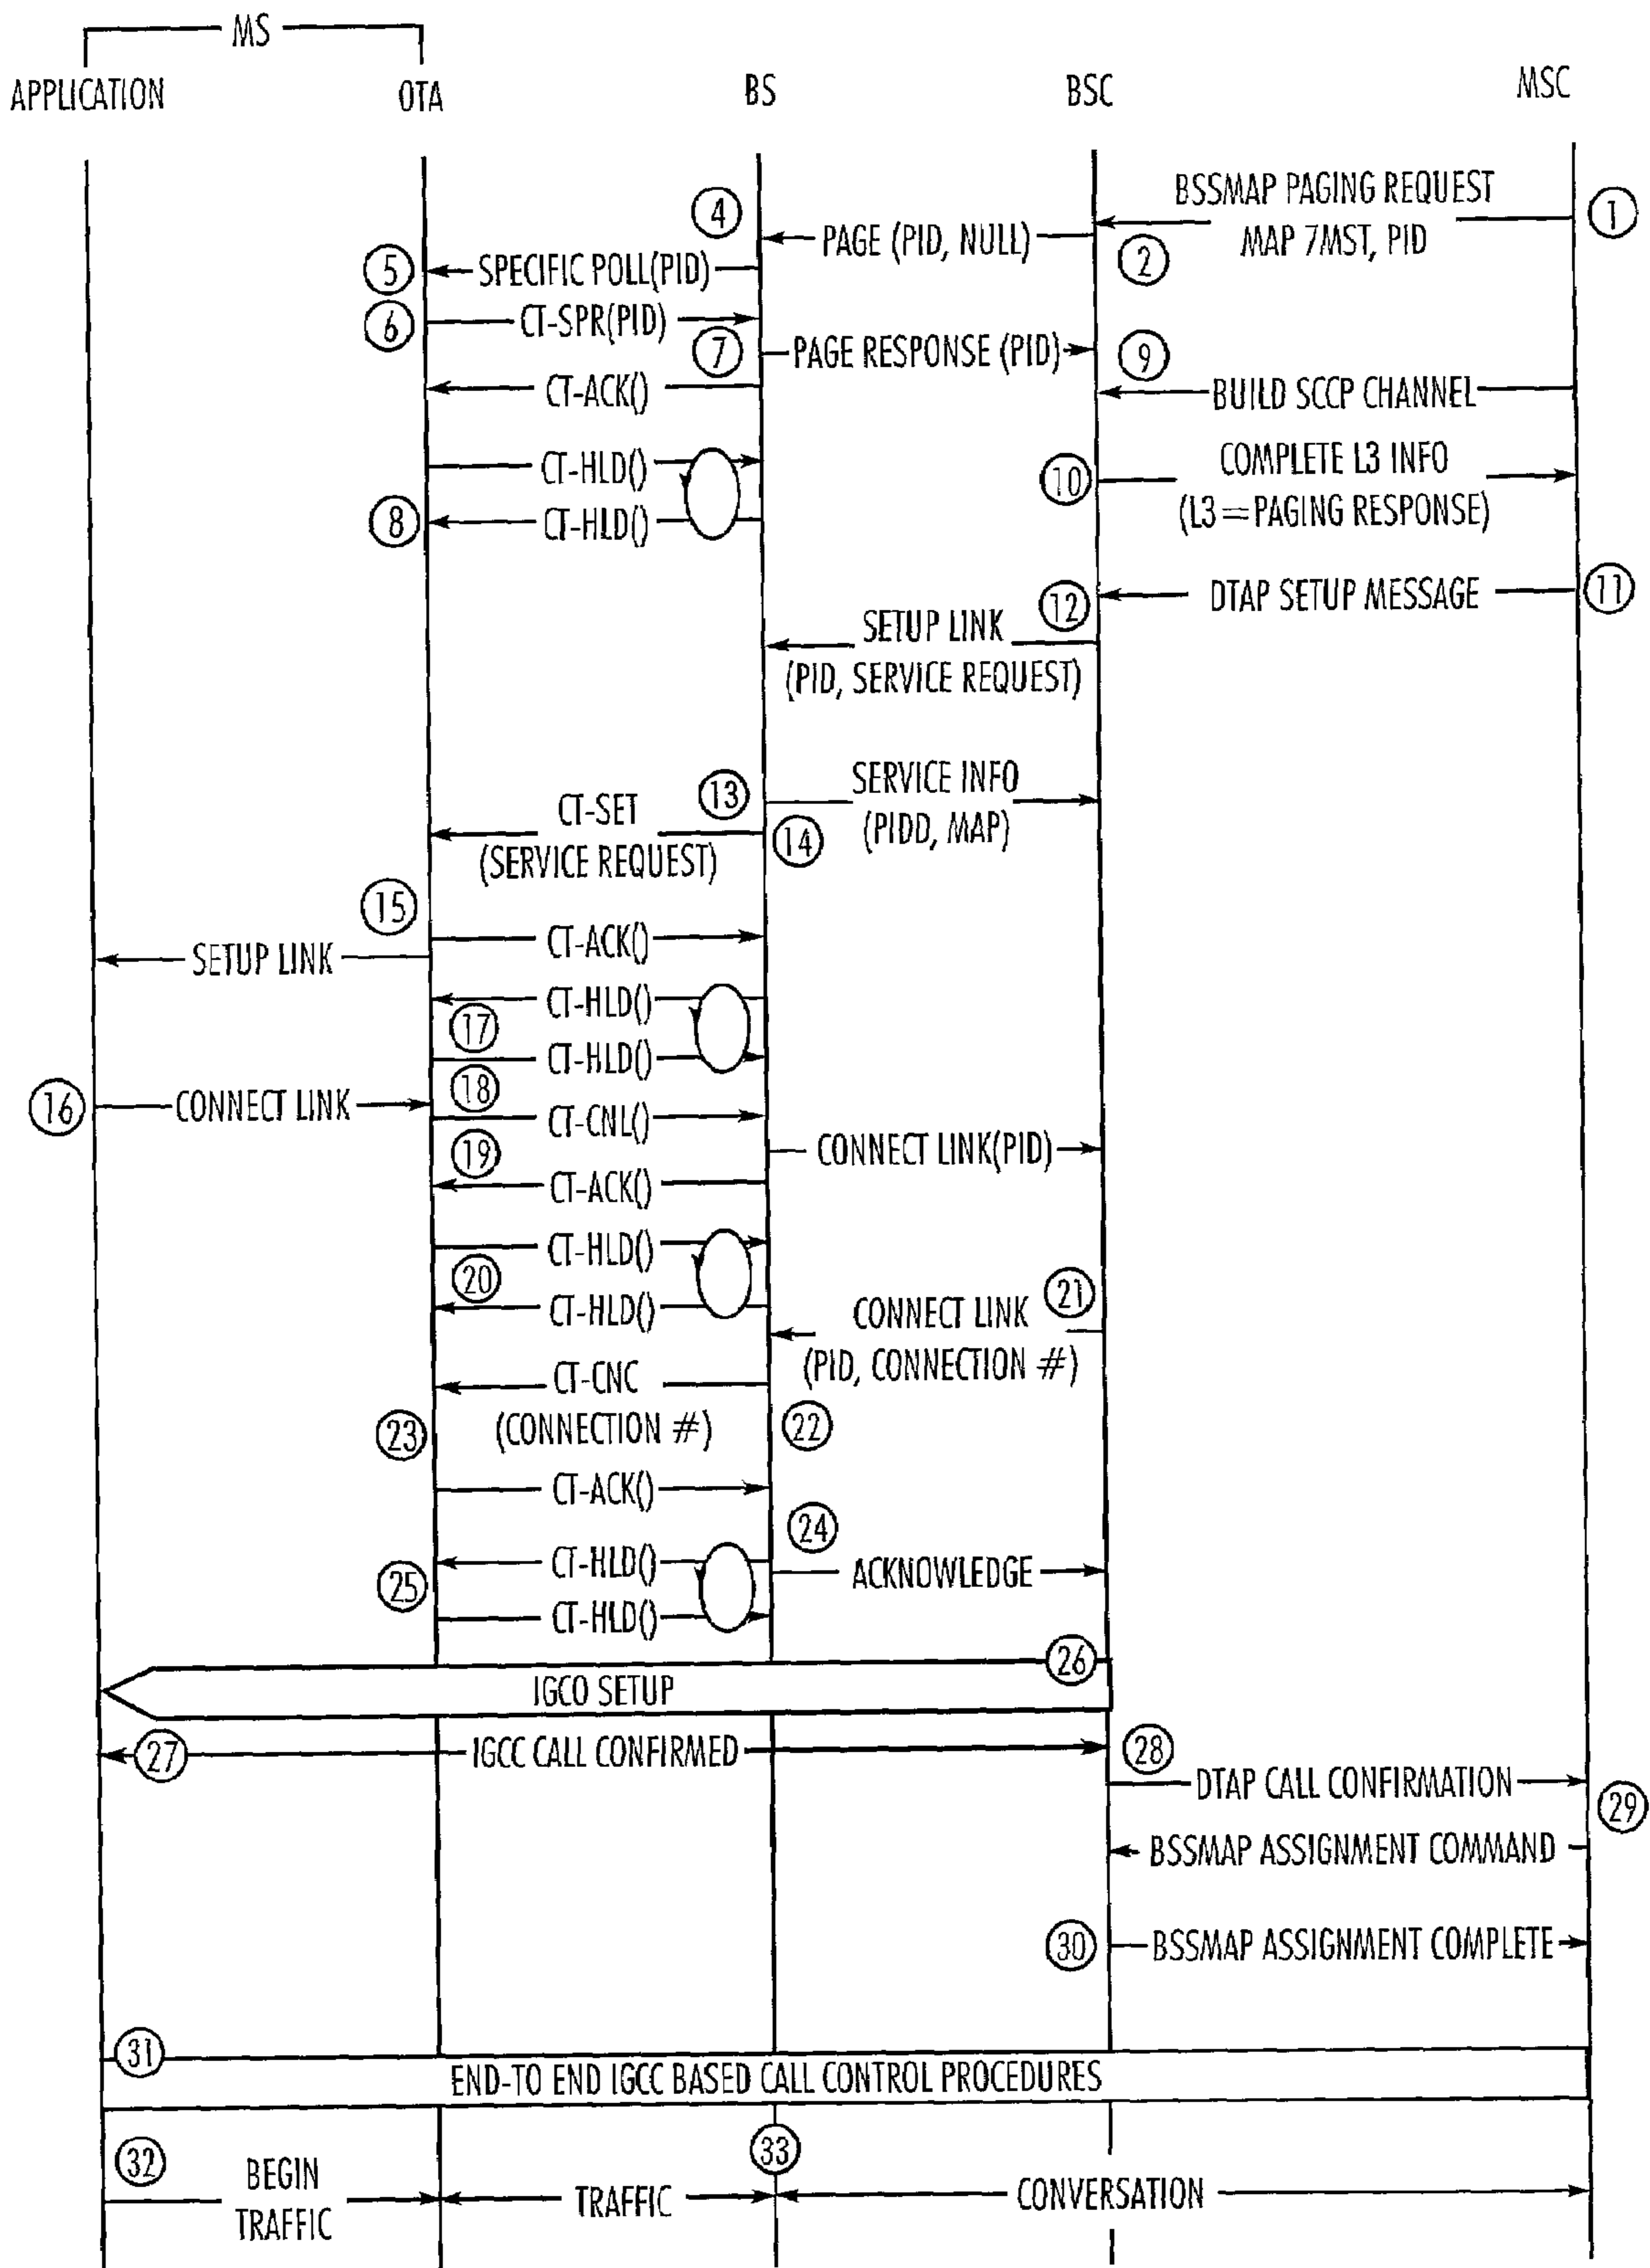 MS
APPLICATION OTA BS BSC MSC
BSSMAP PAGING REQUEST
4 1
PAGE (PID, NULL) MAP 7MST, PID
2
5 SPECIFIC POLL(PID)
6 CT-SPR(PID)
7 PAGE RESPONSE (PID) 9
CT-ACK() BUILD SCCP CHANNEL
CT-HLD() COMPLETE L3 INFO
10
8 CT-HLD() (L3=PAGING RESPONSE)
12 DTAP SETUP MESSAGE 11
SETUP LINK
(PID, SERVICE REQUEST)
SERVICE INFO
CT-SET 13
(PIDD, MAP)
(SERVICE REQUEST) 14
15
CT-ACK()
SETUP LINK
CT-HLD()
17
CT-HLD()
18
16 CONNECT LINK
CT-CNL()
19 CONNECT LINK(PID)
CT-ACK()
CT-HLD()
20 21
CT-HLD() CONNECT LINK
(PID, CONNECTION #)
CT-CNC
23 (CONNECTION #) 22
CT-ACK()
24
CT-HLD() ACKNOWLEDGE
25
CT-HLD()
26
IGCO SETUP
27 IGCC CALL CONFIRMED 28
DTAP CALL CONFIRMATION
29
BSSMAP ASSIGNMENT COMMAND
30 BSSMAP ASSIGNMENT COMPLETE
31
END-TO END IGCC BASED CALL CONTROL PROCEDURES
32 33
BEGIN
TRAFFIC TRAFFIC CONVERSATION